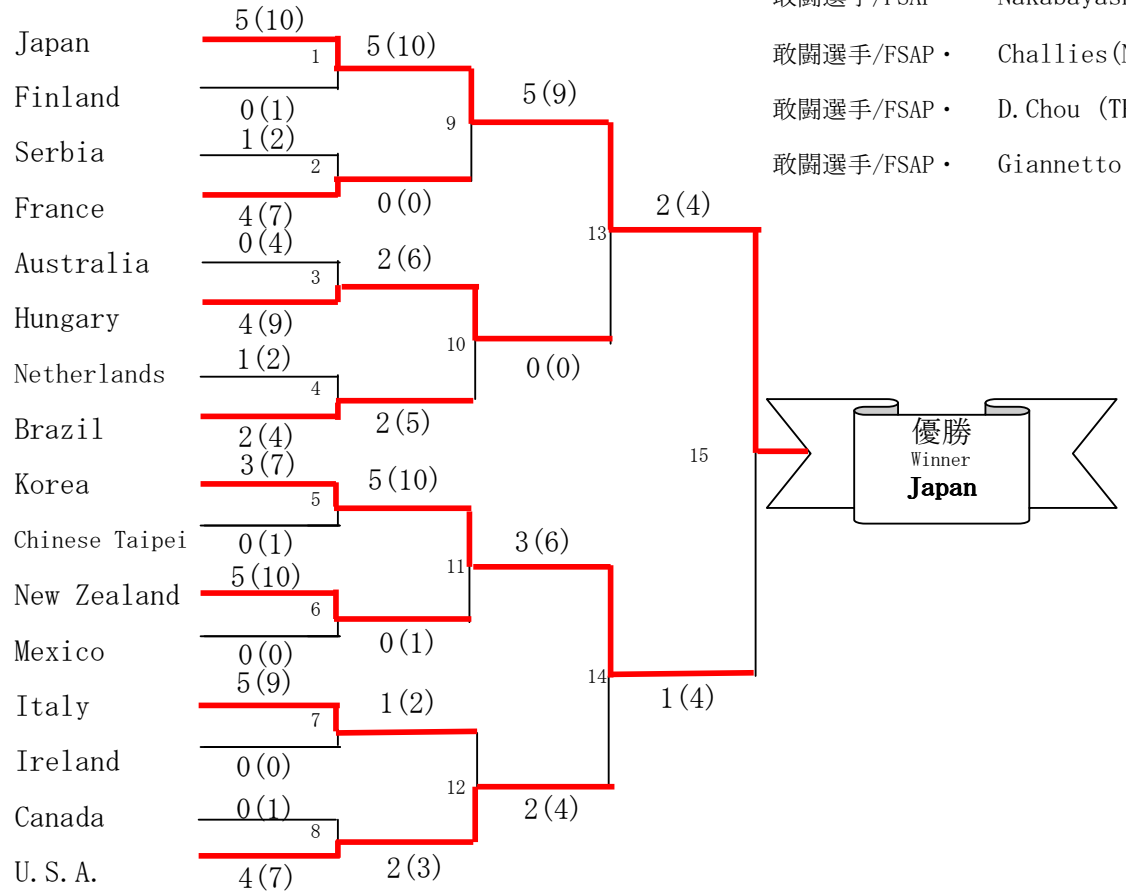 5(10)
Japan
1
5(10)
Finland
0(1)
5(9)
9
Serbia
1(2)
2
France
4(7)
0(0)
2(4)
13
Australia
0(4)
3
2(6)
Hungary
4(9)
10
0(0)
Netherlands
1(2)
4
Brazil
2(4)
2(5)
15
優勝
Winner
Japan
Korea
3(7)
5
5(10)
Chinese Taipei
0(1)
3(6)
11
New Zealand
5(10)
6
Mexico
0(0)
0(1)
14
1(4)
Italy
5(9)
7
1(2)
Ireland
0(0)
12
2(4)
Canada
0(1)
8
U.S.A.
4(7)
2(3)
敢闘選手/FSAP・ Challies(
敢闘選手/FSAP・ D.Chou
敢闘選手/FSAP・ Giannetto